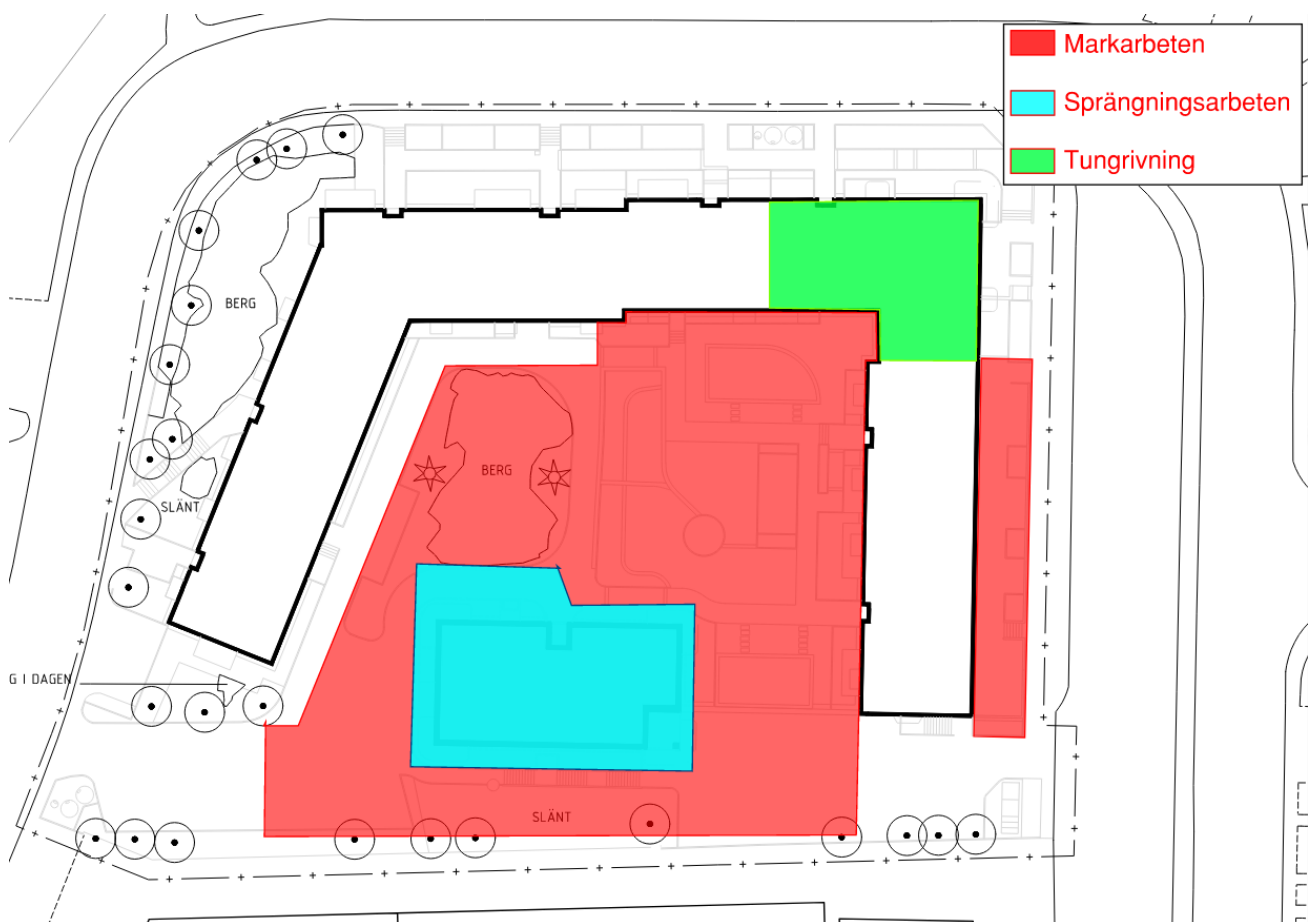 Markarbeten
Sprängningsarbeten
Tungrivning
BERG
BERG
SLÄNT
G I DAGEN
SLÄNT